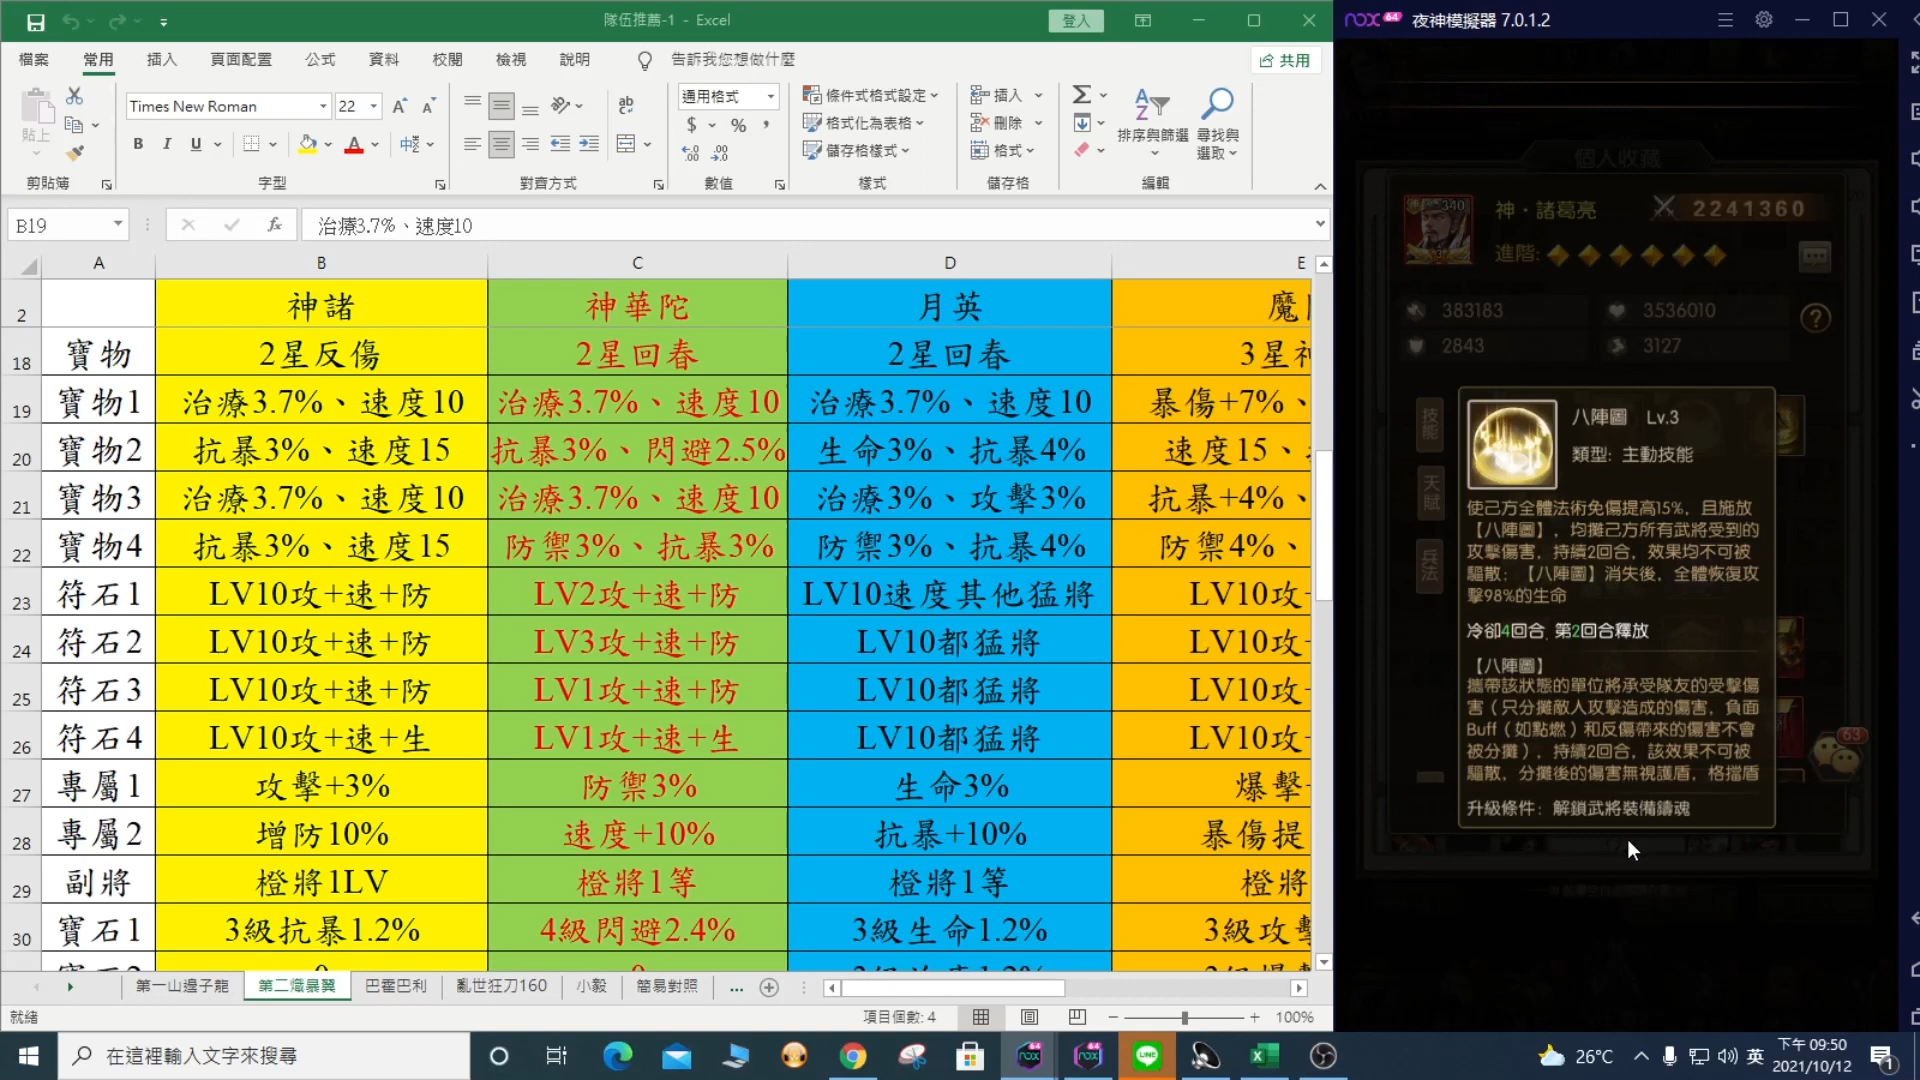 隊伍推薦-1 - Excel
登入
檔案 常用 插入 頁面配置 公式 資料 校閱 檢視 說明 告訴我您想做什麼
共用
貼上
剪貼簿
Times New Roman 22
B I U
字型
對齊方式
通用格式
$ % ,
數值
條件式格式設定
格式化為表格
儲存格樣式
樣式
插入
刪除
格式
儲存格
排序與篩選
尋找與
選取
編輯
B19 治療3.7%、速度10
A B C D E
2 神諸 神華陀 月英
18 寶物 2星反傷 2星回春 2星回春
19 寶物1 治療3.7%、速度10 治療3.7%、速度10 治療3.7%、速度10 暴傷+7%、
20 寶物2 抗暴3%、速度15 抗暴3%、閃避2.5% 生命3%、抗暴4% 速度15、
21 寶物3 治療3.7%、速度10 治療3.7%、速度10 治療3%、攻擊3% 抗暴+4%、
22 寶物4 抗暴3%、速度15 防禦3%、抗暴3% 防禦3%、抗暴4% 防禦4%、
23 符石1 LV10攻+速+防 LV2攻+速+防 LV10速度其他猛將 LV10攻
24 符石2 LV10攻+速+防 LV3攻+速+防 LV10都猛將 LV10攻
25 符石3 LV10攻+速+防 LV1攻+速+防 LV10都猛將 LV10攻
26 符石4 LV10攻+速+生 LV1攻+速+生 LV10都猛將 LV10攻
27 專屬1 攻擊+3% 防禦3% 生命3% 爆擊
28 專屬2 增防10% 速度+10% 抗暴+10% 暴傷提
29 副將 橙將1LV 橙將1等 橙將1等 橙將
30 寶石1 3級抗暴1.2% 4級閃避2.4% 3級生命1.2% 3級攻
第一山邊子龍 第二熾暴翼 巴霍巴利 亂世狂刀160 小毅 簡易對照 ...
就緒
項目個數: 4
100%
在這裡輸入文字來搜尋
26°C
英
下午 09:50
2021/10/12
nox 64 夜神模擬器 7.0.1.2
個人收藏
神・諸葛亮
2241360
進階:
383183
3536010
2843
3127
技能
天賦
兵法
八陣圖 Lv.3
類型: 主動技能
使己方全體法術免傷提高15%，且施放
【八陣圖】，均攤己方所有武將受到的
攻擊傷害，持續2回合，效果均不可被
驅散；【八陣圖】消失後，全體恢復攻
擊98%的生命
冷卻4回合，第2回合釋放
【八陣圖】
攜帶該狀態的單位將承受隊友的受擊傷
害（只分攤敵人攻擊造成的傷害，負面
Buff（如點燃）和反傷帶來的傷害不會
被分攤），持續2回合，該效果不可被
驅散，分攤後的傷害無視護盾，格擋盾
升級條件：解鎖武將裝備鑄魂
63